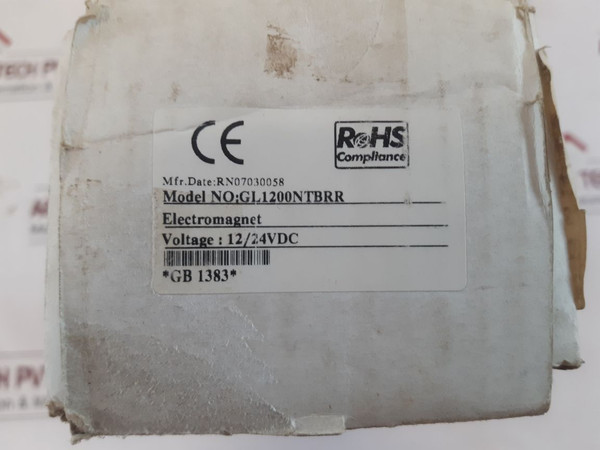 CE
RoHS
Compliance
Mfr.Date:RN07030058
Model NO:GL1200NTBRR
Electromagnet
Voltage : 12/24VDC
*GB 1383*